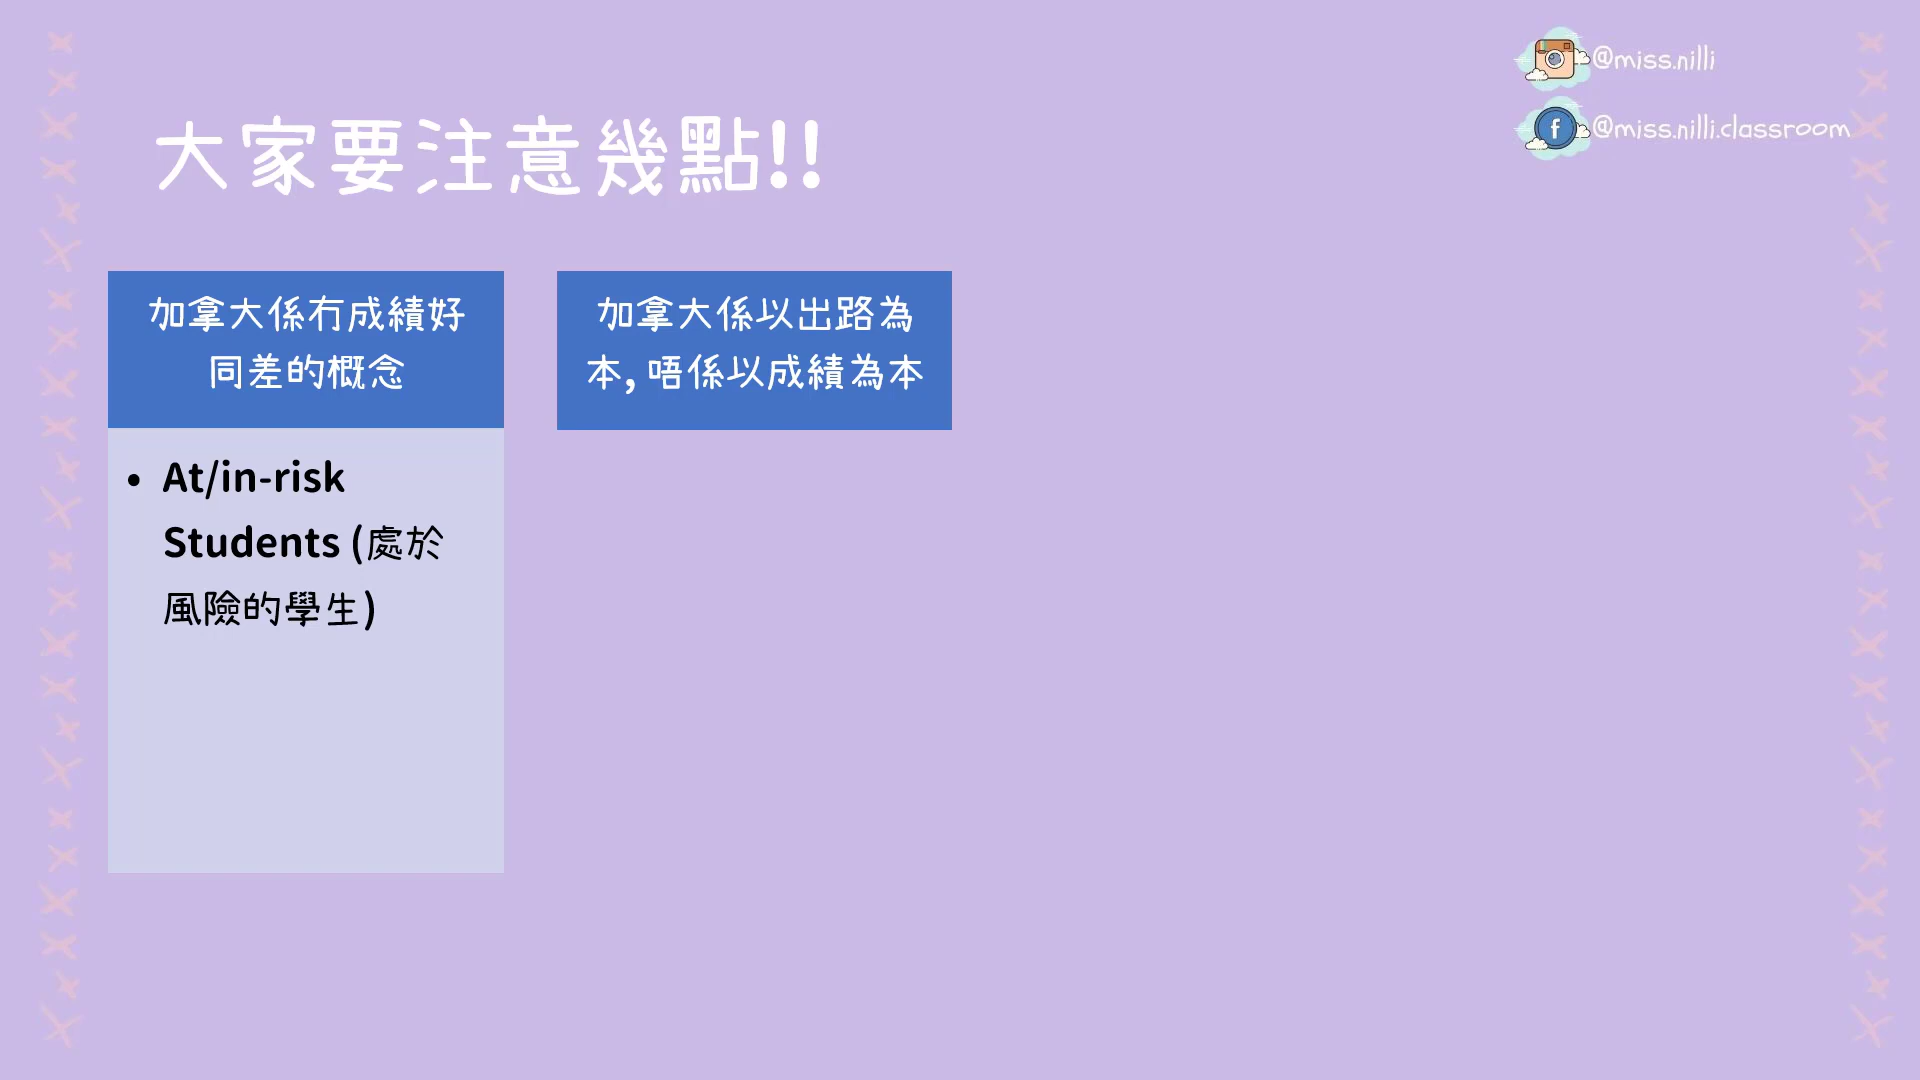 @miss.nilli
@miss.nilli.classroom
大家要注意幾點!!
加拿大係冇成績好
同差的概念
At/in-risk
Students (處於
風險的學生)
加拿大係以出路為
本, 唔係以成績為本